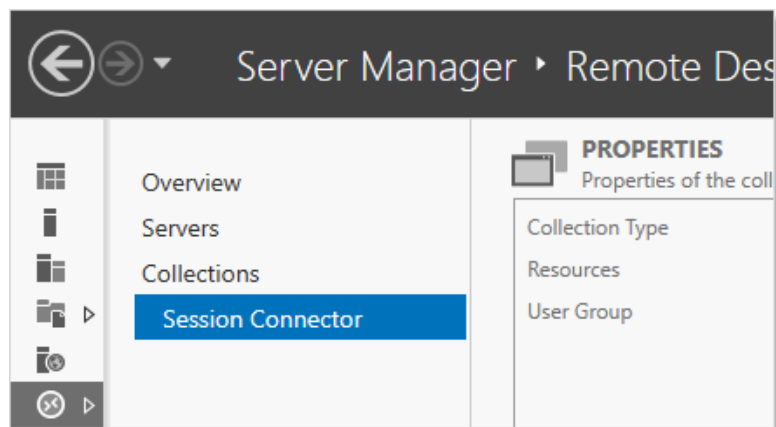 Server Manager ‣ Remote Des
Overview
Servers
Collections
Session Connector
PROPERTIES
Properties of the coll
Collection Type
Resources
User Group